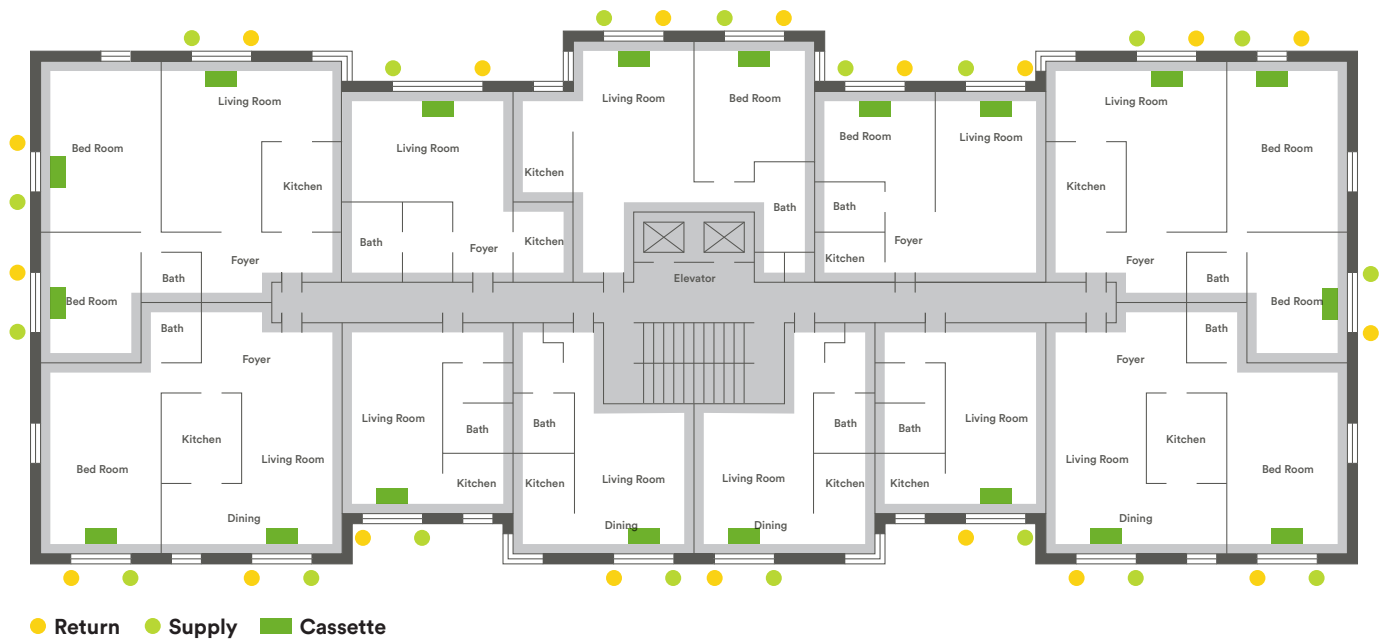 Living Room
Bed Room
Living Room
Living Room
Bed Room
Living Room
Bed Room
Living Room
Living Room
Bed Room
Kitchen
Kitchen
Kitchen
Bath
Bath
Bath
Foyer
Kitchen
Foyer
Foyer
Kitchen
Foyer
Bath
Elevator
Bath
Bed Room
Bed Room
Bath
Bath
Foyer
Foyer
Living Room
Living Room
Bath
Bath
Bath
Bath
Kitchen
Kitchen
Living Room
Living Room
Bed Room
Bed Room
Living Room
Living Room
Kitchen
Kitchen
Kitchen
Kitchen
Dining
Dining
Dining
Dining
Return Supply Cassette